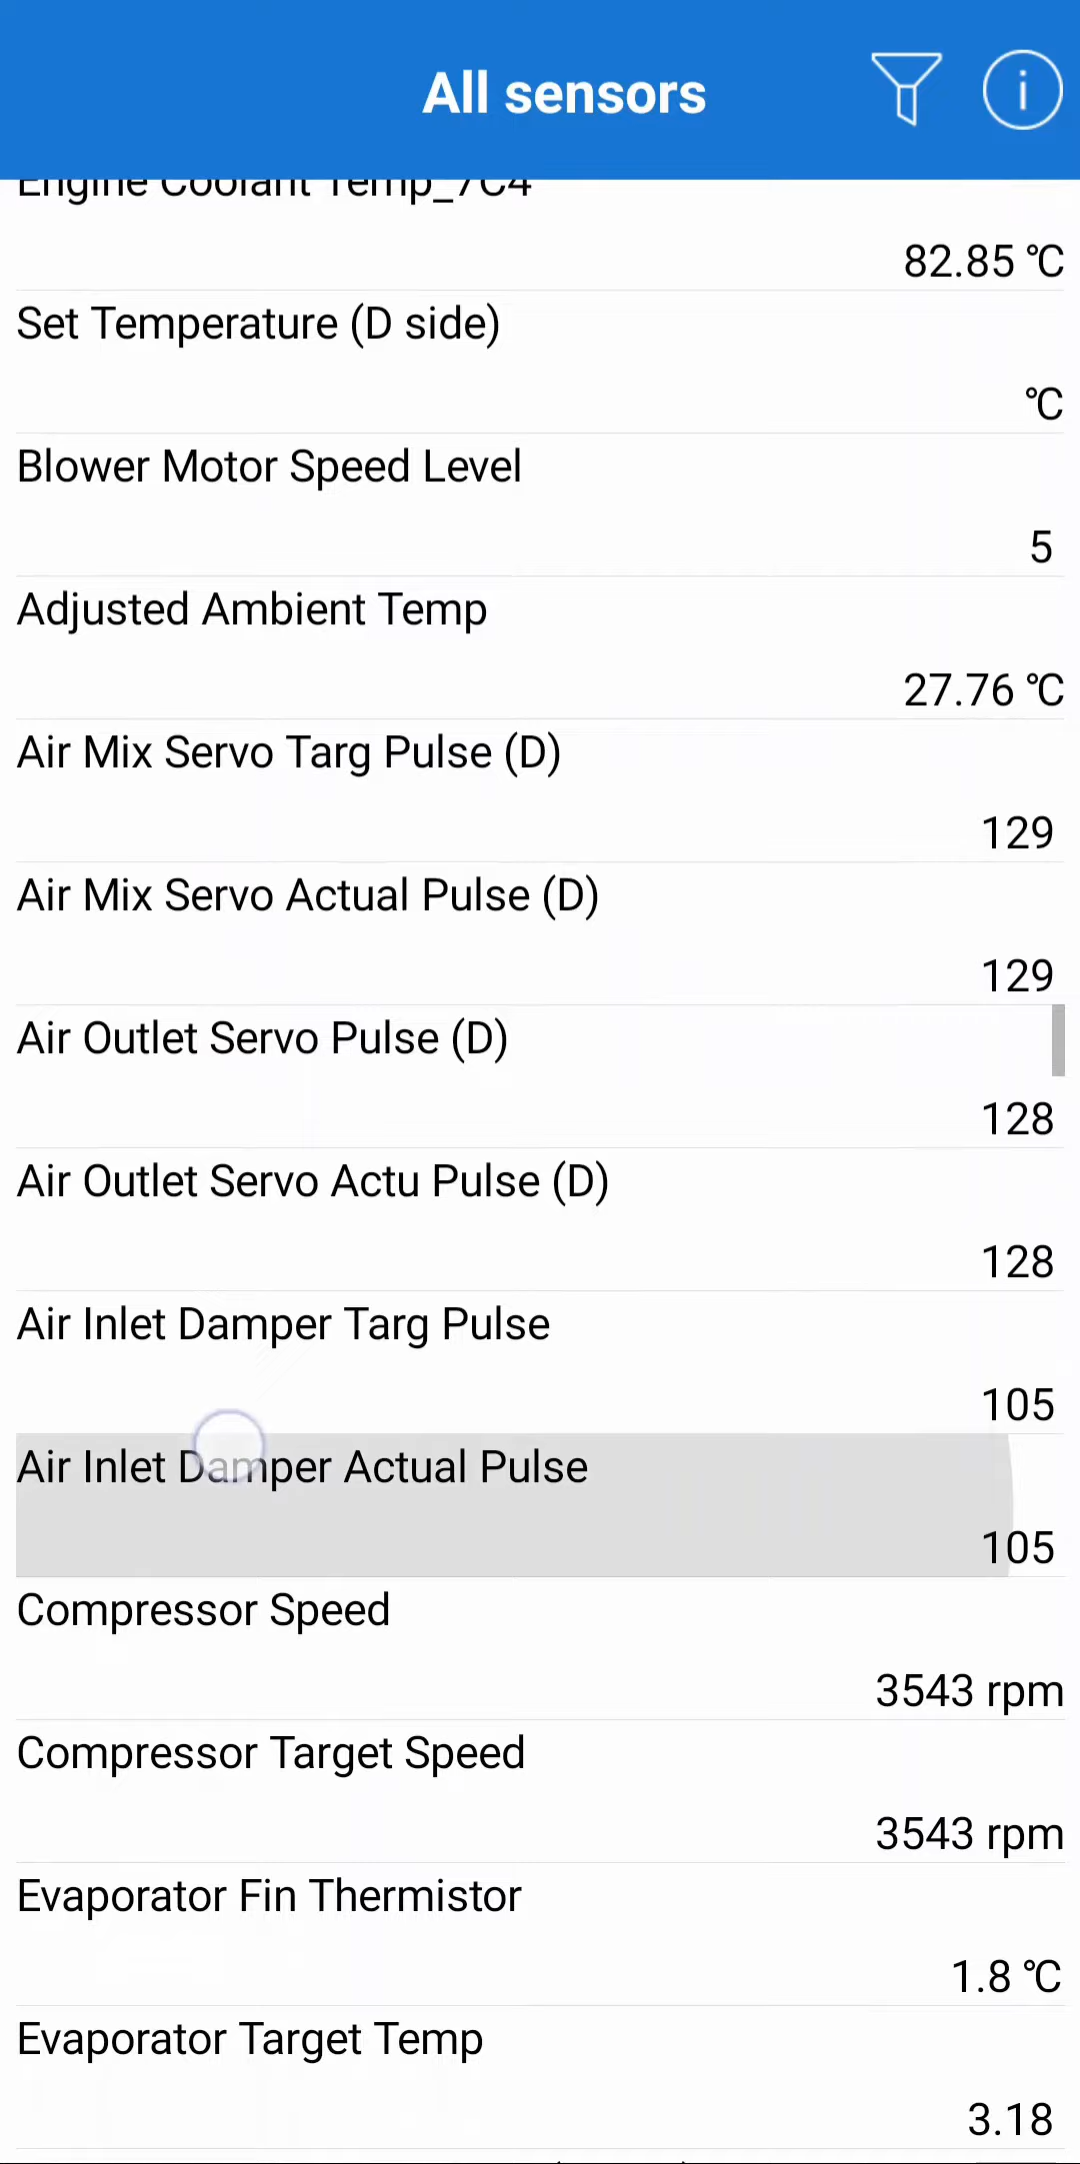 All sensors
Engine Coolant Temp_7C4
82.85 ℃
Set Temperature (D side)
℃
Blower Motor Speed Level
5
Adjusted Ambient Temp
27.76 ℃
Air Mix Servo Targ Pulse (D)
129
Air Mix Servo Actual Pulse (D)
129
Air Outlet Servo Pulse (D)
128
Air Outlet Servo Actu Pulse (D)
128
Air Inlet Damper Targ Pulse
105
Air Inlet Damper Actual Pulse
105
Compressor Speed
3543 rpm
Compressor Target Speed
3543 rpm
Evaporator Fin Thermistor
1.8 ℃
Evaporator Target Temp
3.18